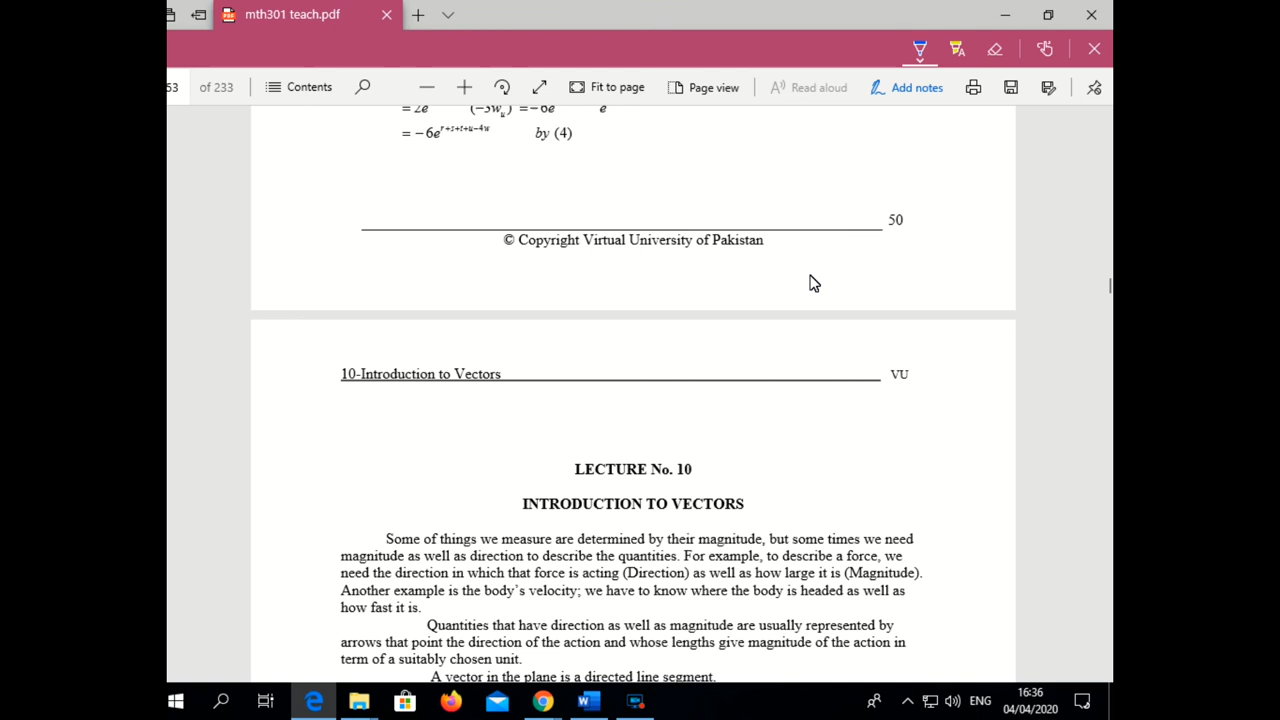 mth301 teach.pdf
53 of 233 Contents Fit to page Page view Read aloud Add notes
= 2e (−3w_u) = −6e e
= −6e^{r+s+t+u−4w} by (4)
50
© Copyright Virtual University of Pakistan
10-Introduction to Vectors VU
LECTURE No. 10
INTRODUCTION TO VECTORS
Some of things we measure are determined by their magnitude, but some times we need
magnitude as well as direction to describe the quantities. For example, to describe a force, we
need the direction in which that force is acting (Direction) as well as how large it is (Magnitude).
Another example is the body’s velocity; we have to know where the body is headed as well as
how fast it is.
Quantities that have direction as well as magnitude are usually represented by
arrows that point the direction of the action and whose lengths give magnitude of the action in
term of a suitably chosen unit.
A vector in the plane is a directed line segment.
ENG
16:36
04/04/2020